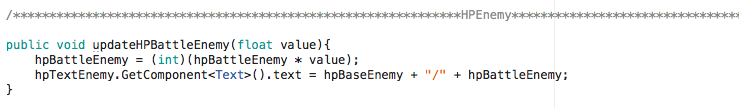 /**************************************************************HPEnemy********************************
public void updateHPBattleEnemy(float value){
    hpBattleEnemy = (int)(hpBattleEnemy * value);
    hpTextEnemy.GetComponent<Text>().text = hpBaseEnemy + "/" + hpBattleEnemy;
}